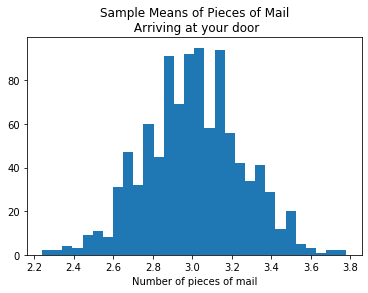 Sample Means of Pieces of Mail
Arriving at your door
80
60
40
20
0
2.2 2.4 2.6 2.8 3.0 3.2 3.4 3.6 3.8
Number of pieces of mail